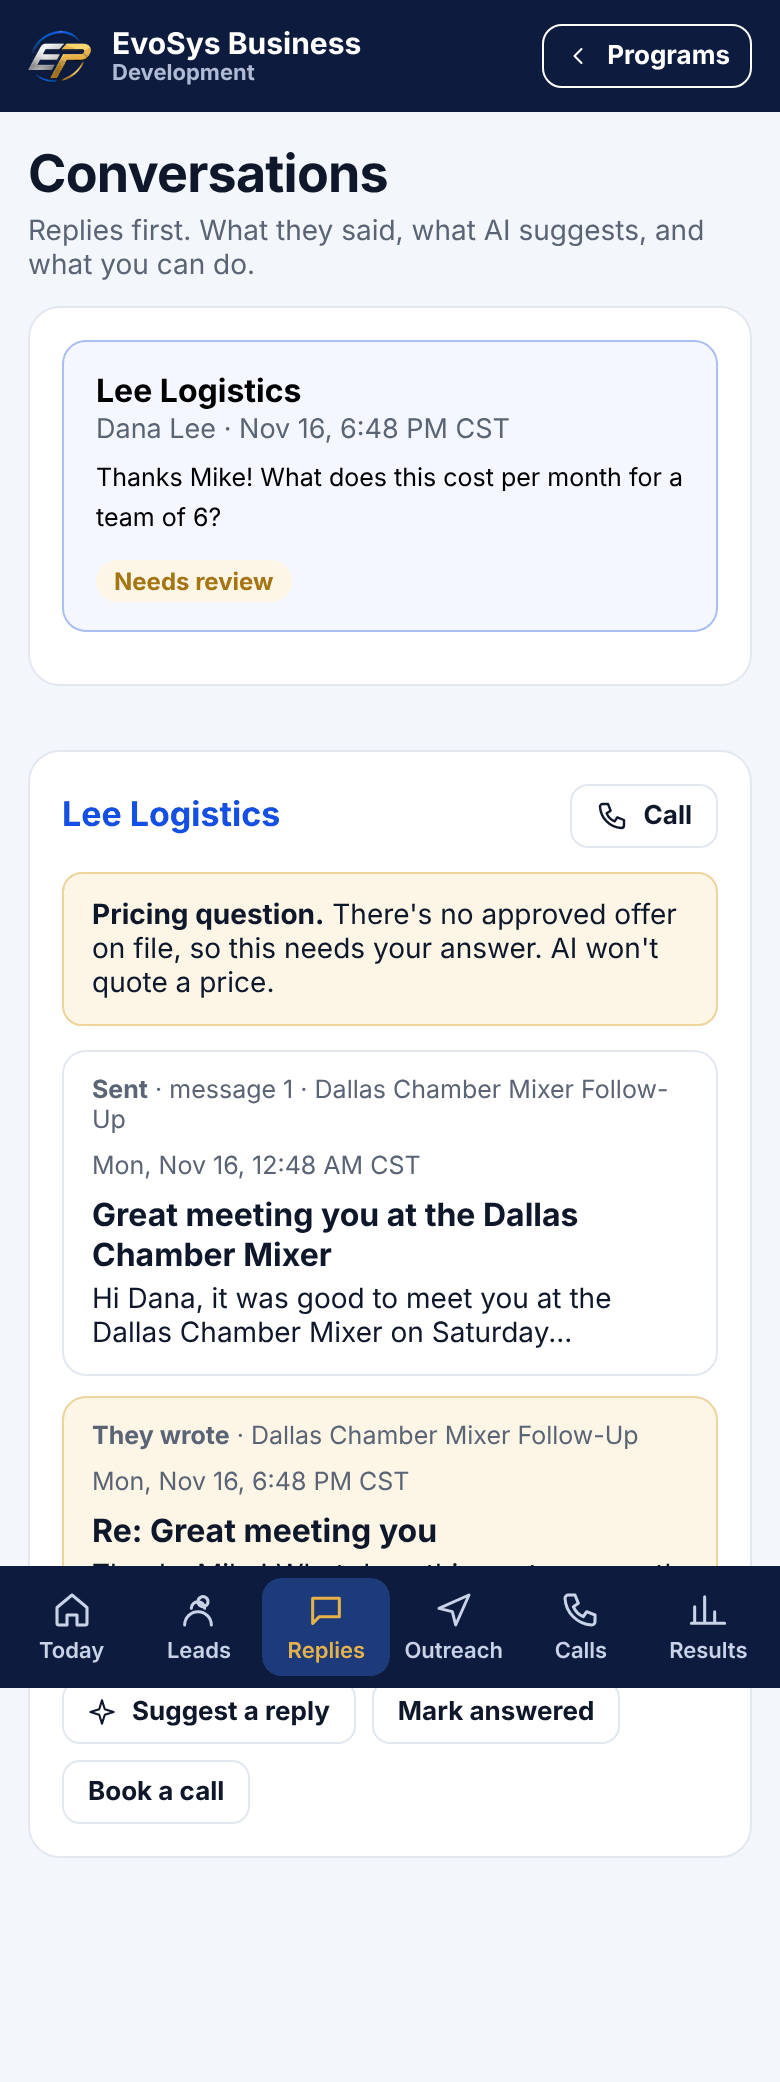 EP
EvoSys Business
Development
Programs
Conversations
Replies first. What they said, what AI suggests, and
what you can do.
Lee Logistics
Dana Lee · Nov 16, 6:48 PM CST
Thanks Mike! What does this cost per month for a
team of 6?
Needs review
Lee Logistics
Call
Pricing question. There's no approved offer
on file, so this needs your answer. AI won't
quote a price.
Sent · message 1 · Dallas Chamber Mixer Follow-
Up
Mon, Nov 16, 12:48 AM CST
Great meeting you at the Dallas
Chamber Mixer
Hi Dana, it was good to meet you at the
Dallas Chamber Mixer on Saturday...
They wrote · Dallas Chamber Mixer Follow-Up
Mon, Nov 16, 6:48 PM CST
Re: Great meeting you
Today
Leads
Replies
Outreach
Calls
Results
Suggest a reply
Mark answered
Book a call